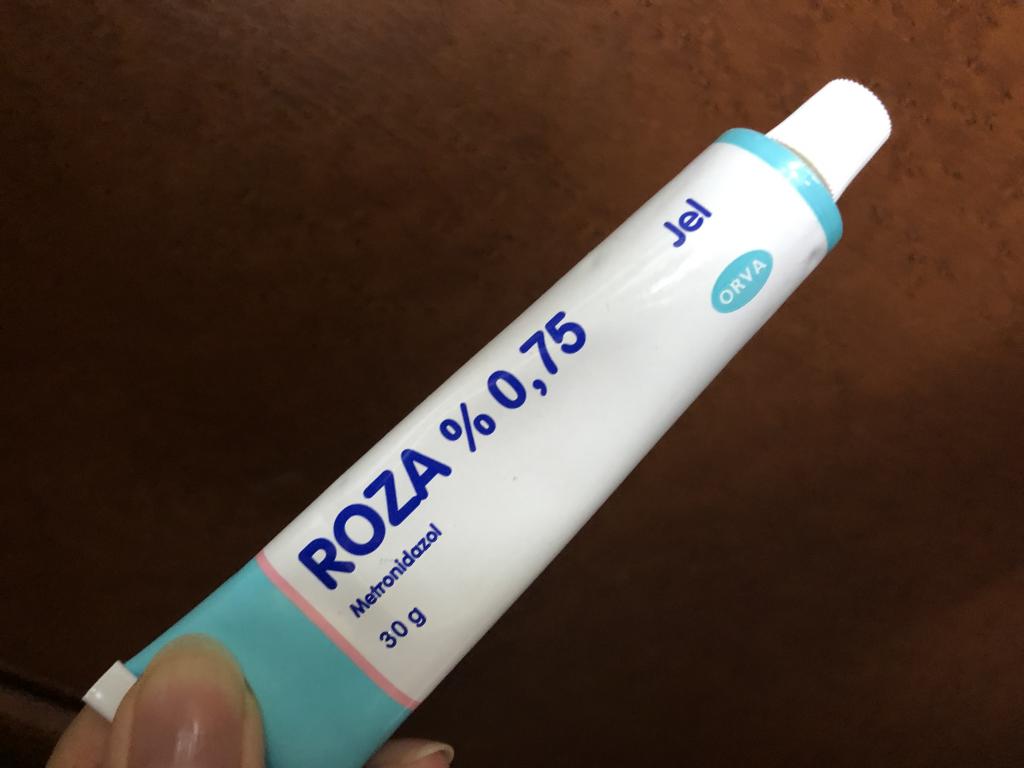 ROZA % 0,75
Metronidazol
30 g
Jel
ORVA